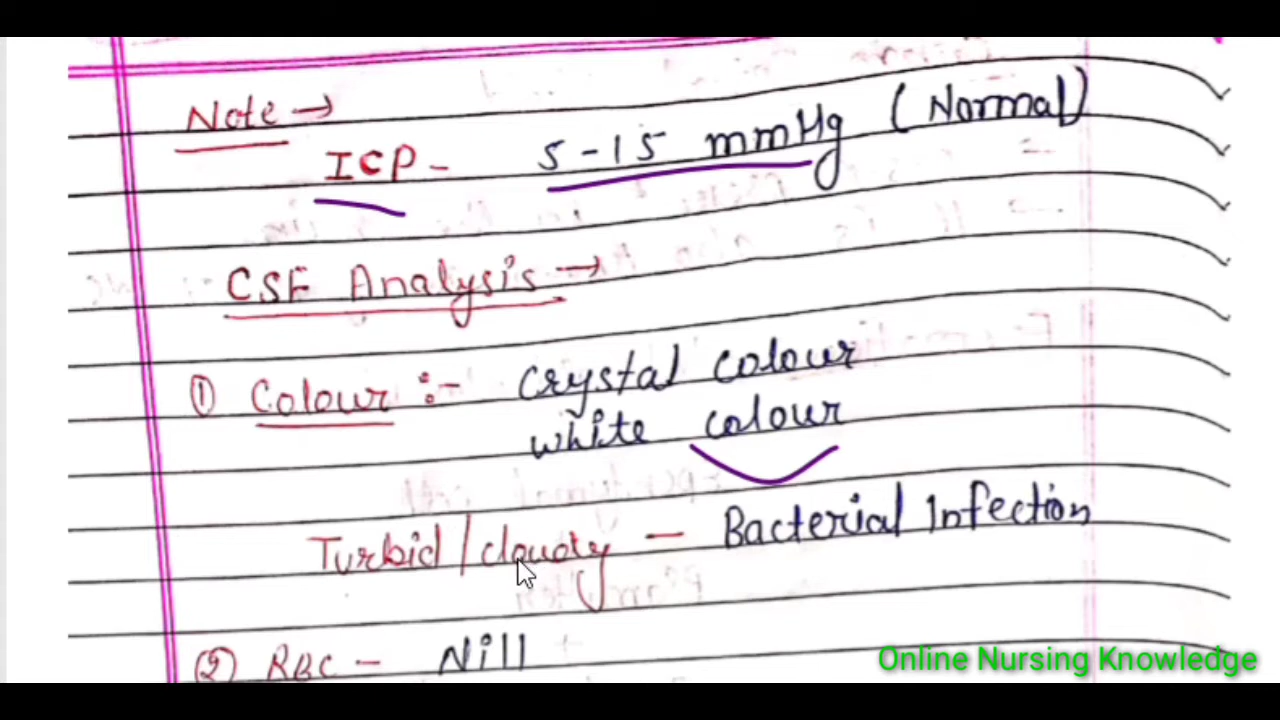 Note →
ICP - 5-15 mmHg (Normal)
CSF Analysis →
① Colour :- Crystal colour
white colour
Turbid/cloudy — Bacterial Infection
② RBC - Nill
Online Nursing Knowledge